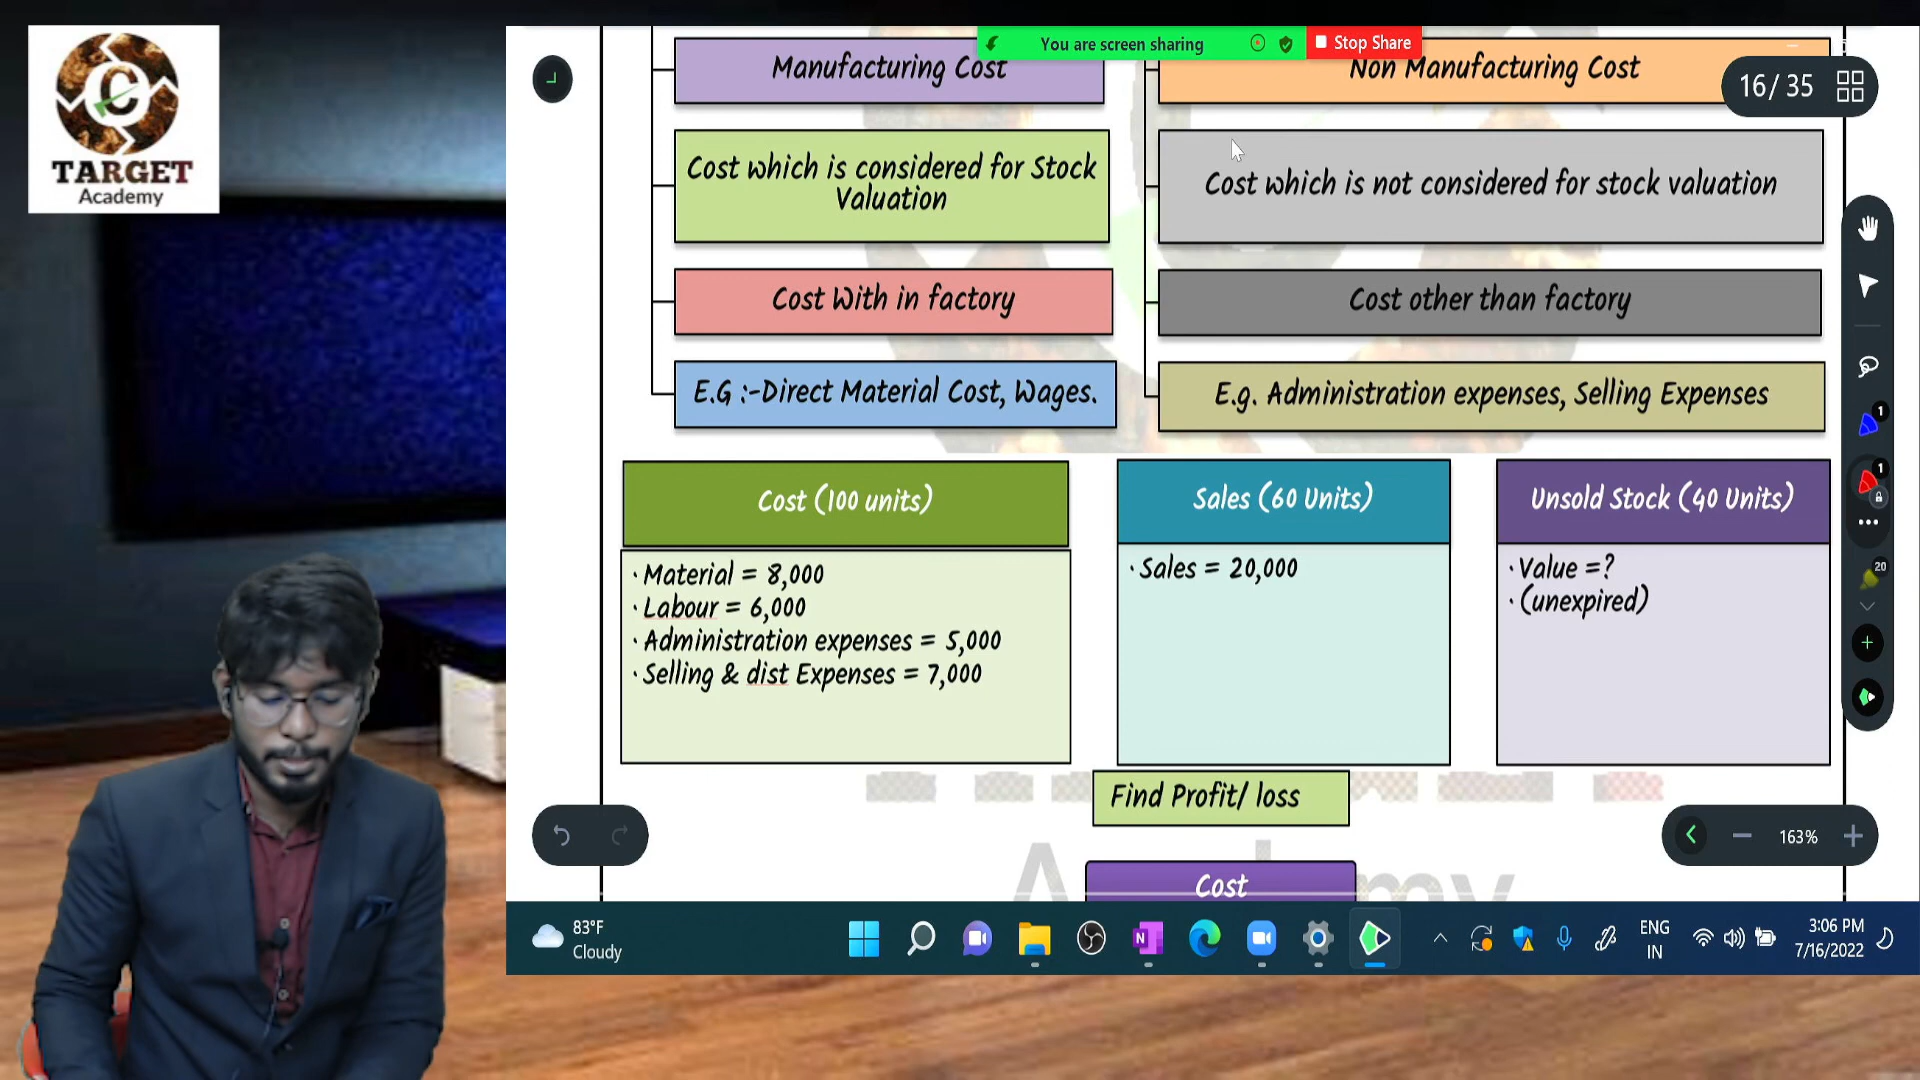 TARGET
Academy
You are screen sharing
Stop Share
16/ 35
Manufacturing Cost
Non Manufacturing Cost
Cost which is considered for Stock
Valuation
Cost which is not considered for stock valuation
Cost With in factory
Cost other than factory
E.G :-Direct Material Cost, Wages.
E.g. Administration expenses, Selling Expenses
Cost (100 units)
Sales (60 Units)
Unsold Stock (40 Units)
· Material = 8,000
· Labour = 6,000
· Administration expenses = 5,000
· Selling & dist Expenses = 7,000
· Sales = 20,000
· Value =?
· (unexpired)
Find Profit/ loss
Cost
1
1
20
163%
83°F
Cloudy
ENG
IN
3:06 PM
7/16/2022